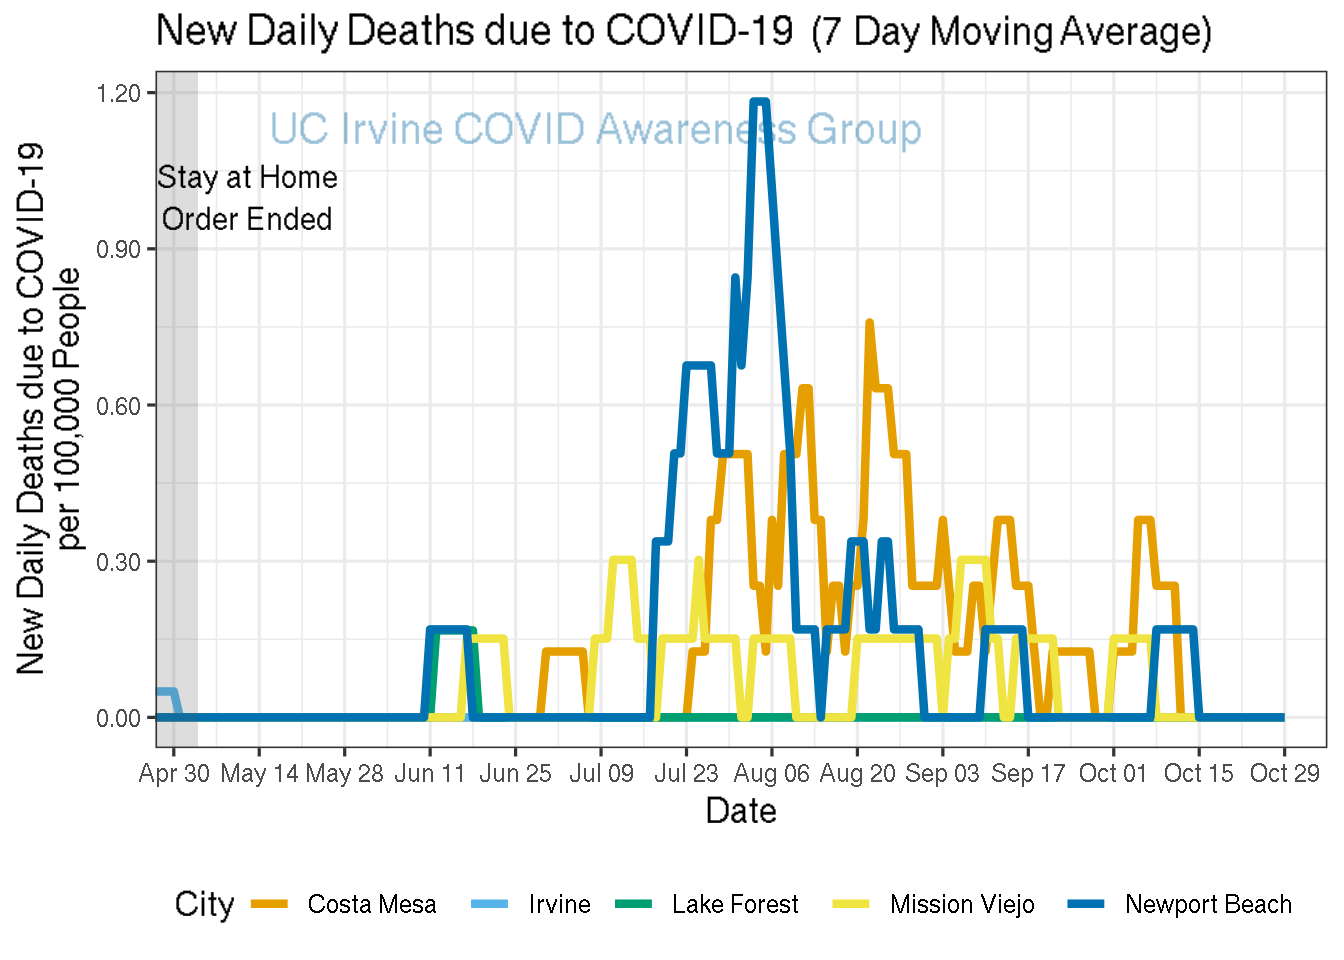 New Daily Deaths due to COVID-19 (7 Day Moving Average)
UC Irvine COVID Awareness Group
Stay at Home
Order Ended
New Daily Deaths due to COVID-19
per 100,000 People
1.20
0.90
0.60
0.30
0.00
Apr 30 May 14 May 28 Jun 11 Jun 25 Jul 09 Jul 23 Aug 06 Aug 20 Sep 03 Sep 17 Oct 01 Oct 15 Oct 29
Date
City Costa Mesa Irvine Lake Forest Mission Viejo Newport Beach